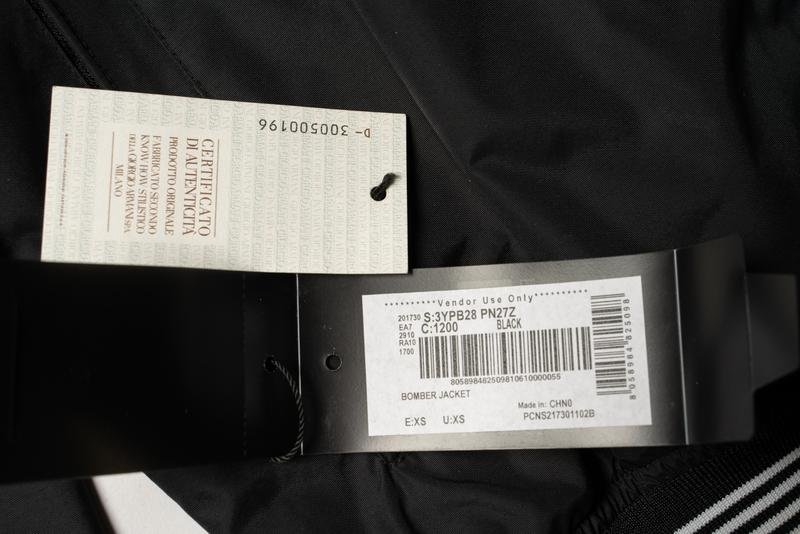 D- 300500196
CERTIFICATO
DI AUTENTICITÀ
PRODOTTO ORIGINALE
FABBRICATO SECONDO
KNOW HOW STILISTICO
DELLA GIORGIO ARMANI SPA
MILANO
**********Vendor Use Only**********
201730 S:3YPB28 PN27Z
EA7 C:1200 BLACK
2910
RA10
1700
8058984825098
BOMBER JACKET
Made in: CHN0
E:XS U:XS PCNS217301102B